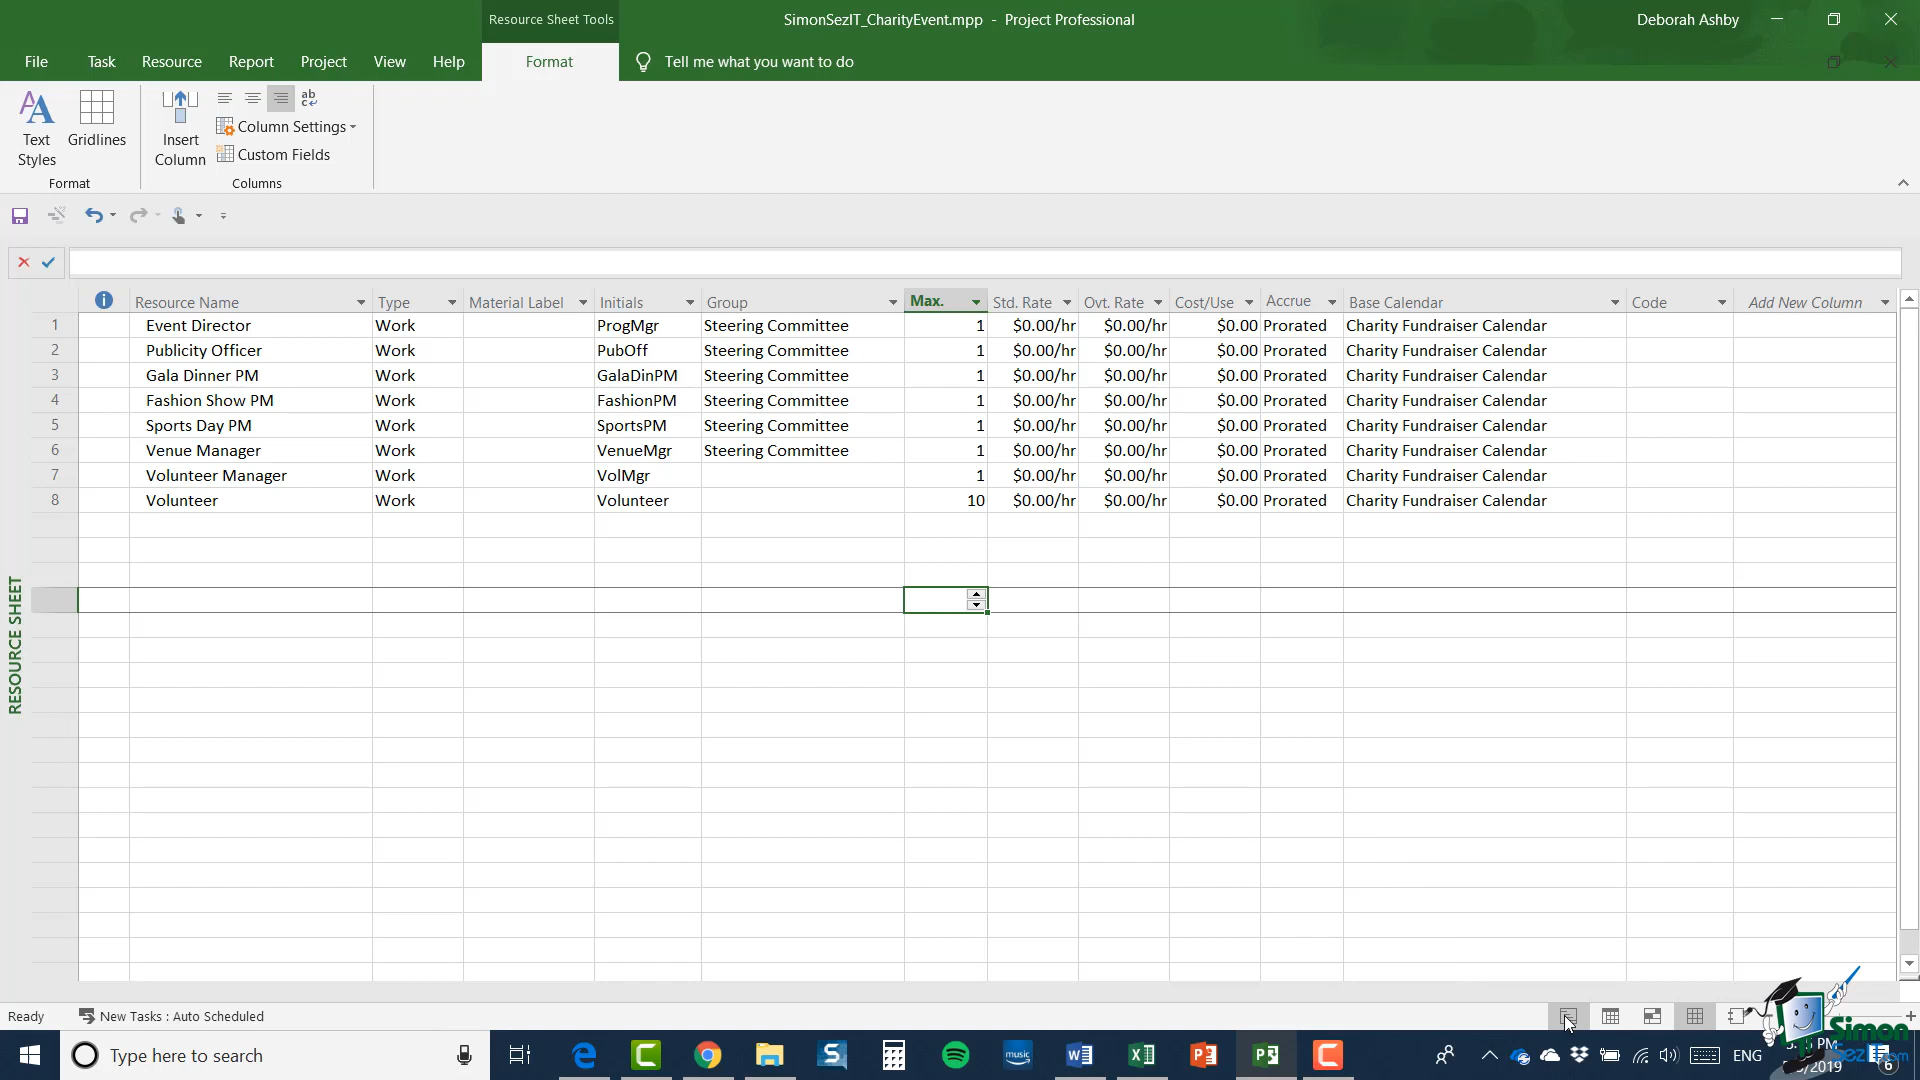 Resource Sheet Tools
SimonSezIT_CharityEvent.mpp - Project Professional
Deborah Ashby
File Task Resource Report Project View Help Format Tell me what you want to do
Text Styles
Gridlines
Insert Column
ab
Column Settings
Custom Fields
Format
Columns
Resource Name Type Material Label Initials Group Max. Std. Rate Ovt. Rate Cost/Use Accrue Base Calendar Code Add New Column
1 Event Director Work ProgMgr Steering Committee 1 $0.00/hr $0.00/hr $0.00 Prorated Charity Fundraiser Calendar
2 Publicity Officer Work PubOff Steering Committee 1 $0.00/hr $0.00/hr $0.00 Prorated Charity Fundraiser Calendar
3 Gala Dinner PM Work GalaDinPM Steering Committee 1 $0.00/hr $0.00/hr $0.00 Prorated Charity Fundraiser Calendar
4 Fashion Show PM Work FashionPM Steering Committee 1 $0.00/hr $0.00/hr $0.00 Prorated Charity Fundraiser Calendar
5 Sports Day PM Work SportsPM Steering Committee 1 $0.00/hr $0.00/hr $0.00 Prorated Charity Fundraiser Calendar
6 Venue Manager Work VenueMgr Steering Committee 1 $0.00/hr $0.00/hr $0.00 Prorated Charity Fundraiser Calendar
7 Volunteer Manager Work VolMgr 1 $0.00/hr $0.00/hr $0.00 Prorated Charity Fundraiser Calendar
8 Volunteer Work Volunteer 10 $0.00/hr $0.00/hr $0.00 Prorated Charity Fundraiser Calendar
RESOURCE SHEET
Ready New Tasks : Auto Scheduled
Type here to search
music
ENG
PM
/2019
6
Simon
SezIT.com